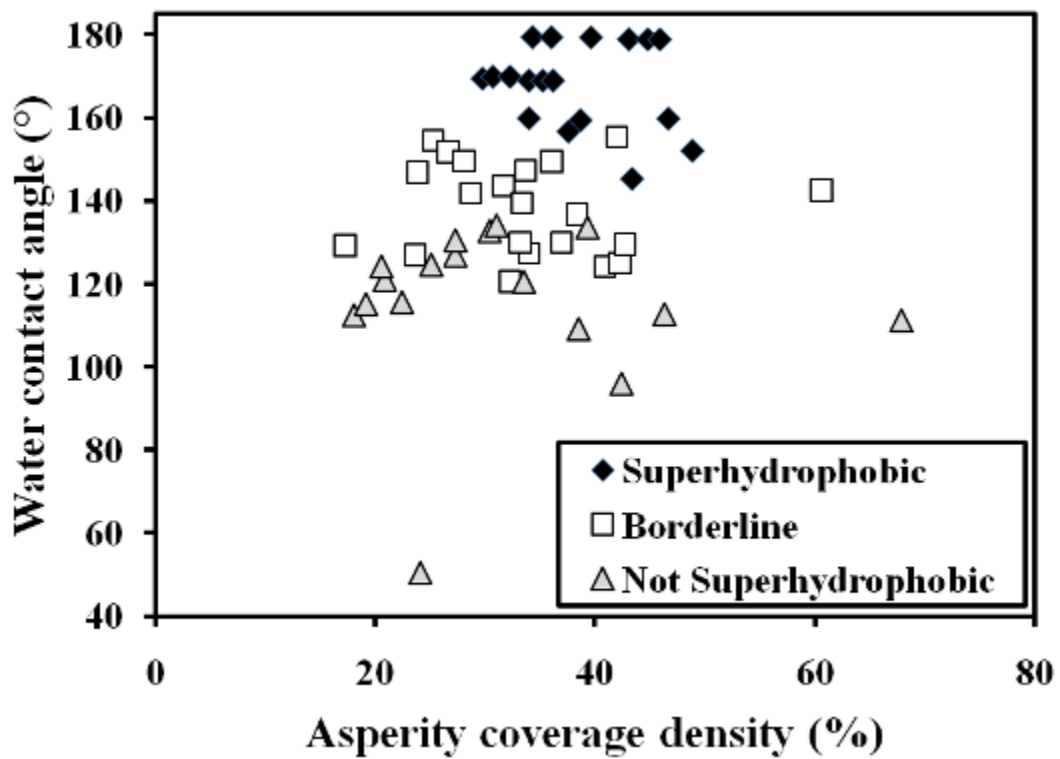 Water contact angle (°)
180
160
140
120
100
80
60
40
Superhydrophobic
Borderline
Not Superhydrophobic
0 20 40 60 80
Asperity coverage density (%)